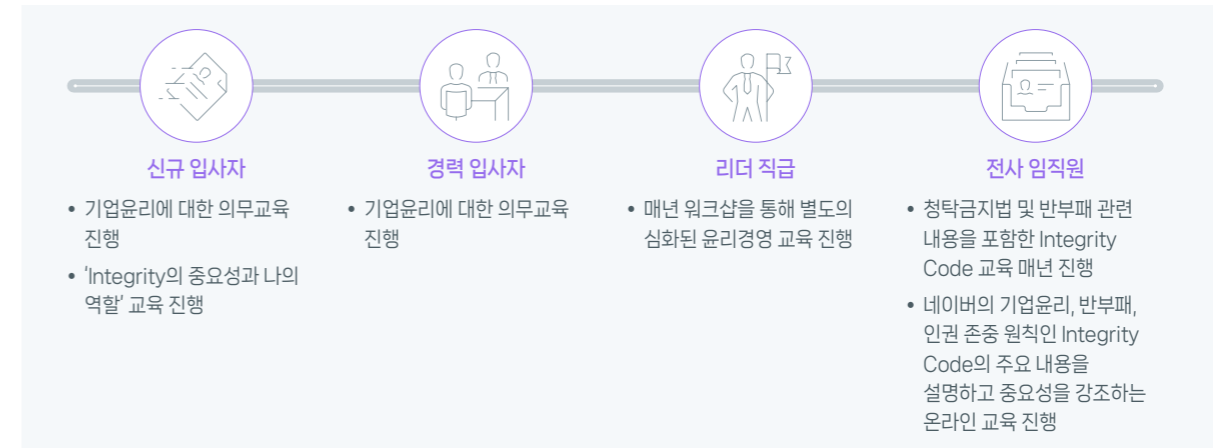 신규 입사자
• 기업윤리에 대한 의무교육
진행
• 'Integrity의 중요성과 나의
역할' 교육 진행
경력 입사자
• 기업윤리에 대한 의무교육
진행
리더 직급
• 매년 워크샵을 통해 별도의
심화된 윤리경영 교육 진행
전사 임직원
• 청탁금지법 및 반부패 관련
내용을 포함한 Integrity
Code 교육 매년 진행
• 네이버의 기업윤리, 반부패,
인권 존중 원칙인 Integrity
Code의 주요 내용을
설명하고 중요성을 강조하는
온라인 교육 진행